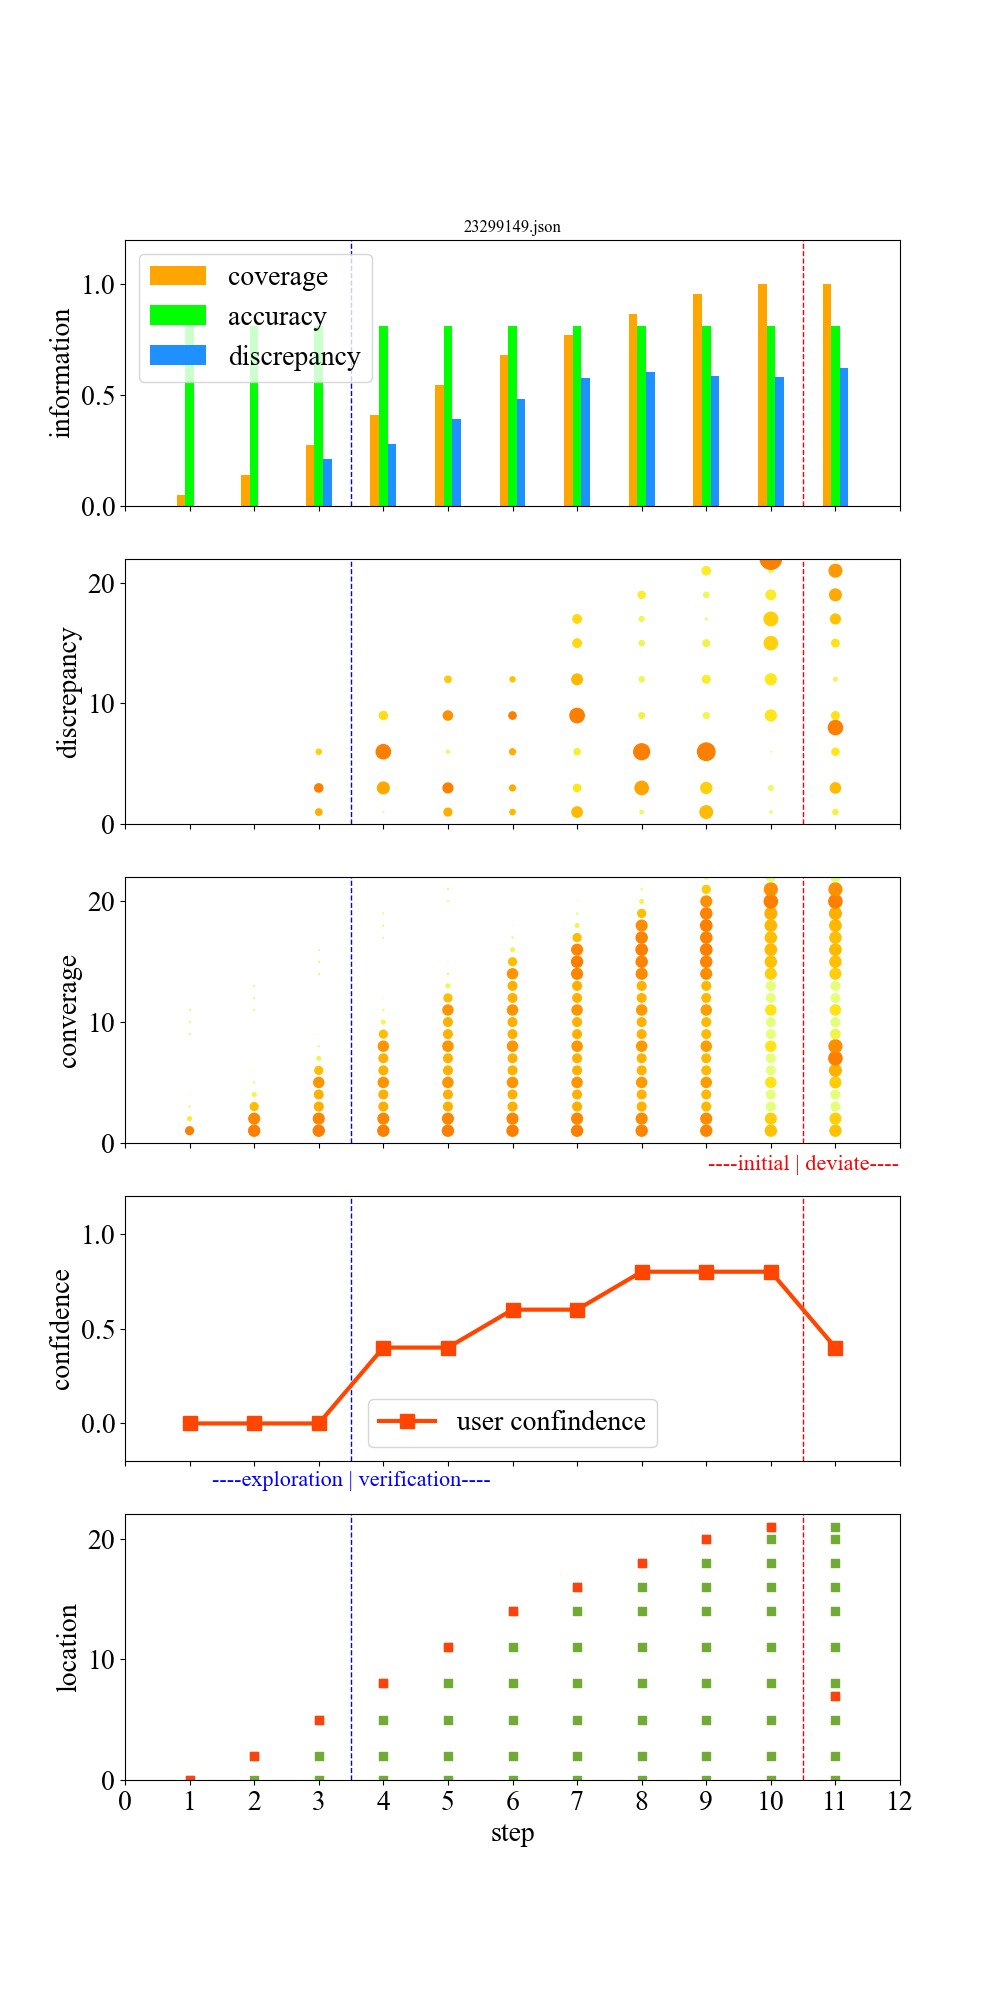 23299149.json
1.0
0.5
0.0
information
coverage
accuracy
discrepancy
20
10
0
discrepancy
20
10
0
converage
----initial | deviate----
1.0
0.5
0.0
confidence
user confindence
----exploration | verification----
20
10
0
location
0 1 2 3 4 5 6 7 8 9 10 11 12
step